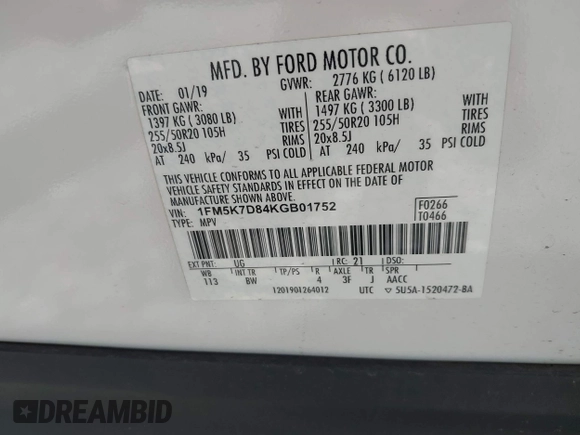 MFD. BY FORD MOTOR CO.
DATE: 01/19 GVWR: 2776 KG ( 6120 LB)
FRONT GAWR: REAR GAWR:
1397 KG ( 3080 LB) 1497 KG ( 3300 LB)
255/50R20 105H TIRES 255/50R20 105H TIRES
20x8.5J RIMS 20x8.5J RIMS
AT 240 kPa/ 35 PSI COLD AT 240 kPa/ 35 PSI COLD
THIS VEHICLE CONFORMS TO ALL APPLICABLE FEDERAL MOTOR
VEHICLE SAFETY STANDARDS IN EFFECT ON THE DATE OF
MANUFACTURE SHOWN ABOVE.
VIN: 1FM5K7D84KGB01752 F0266
TYPE: MPV T0466
EXT PNT: UG RC: 21 DSO:
WB INT TR TP/PS R AXLE TR SPR
113 BW 4 3F J AACC
1201901264012 UTC ▽ 5U5A-1520472-BA
DREAMBID